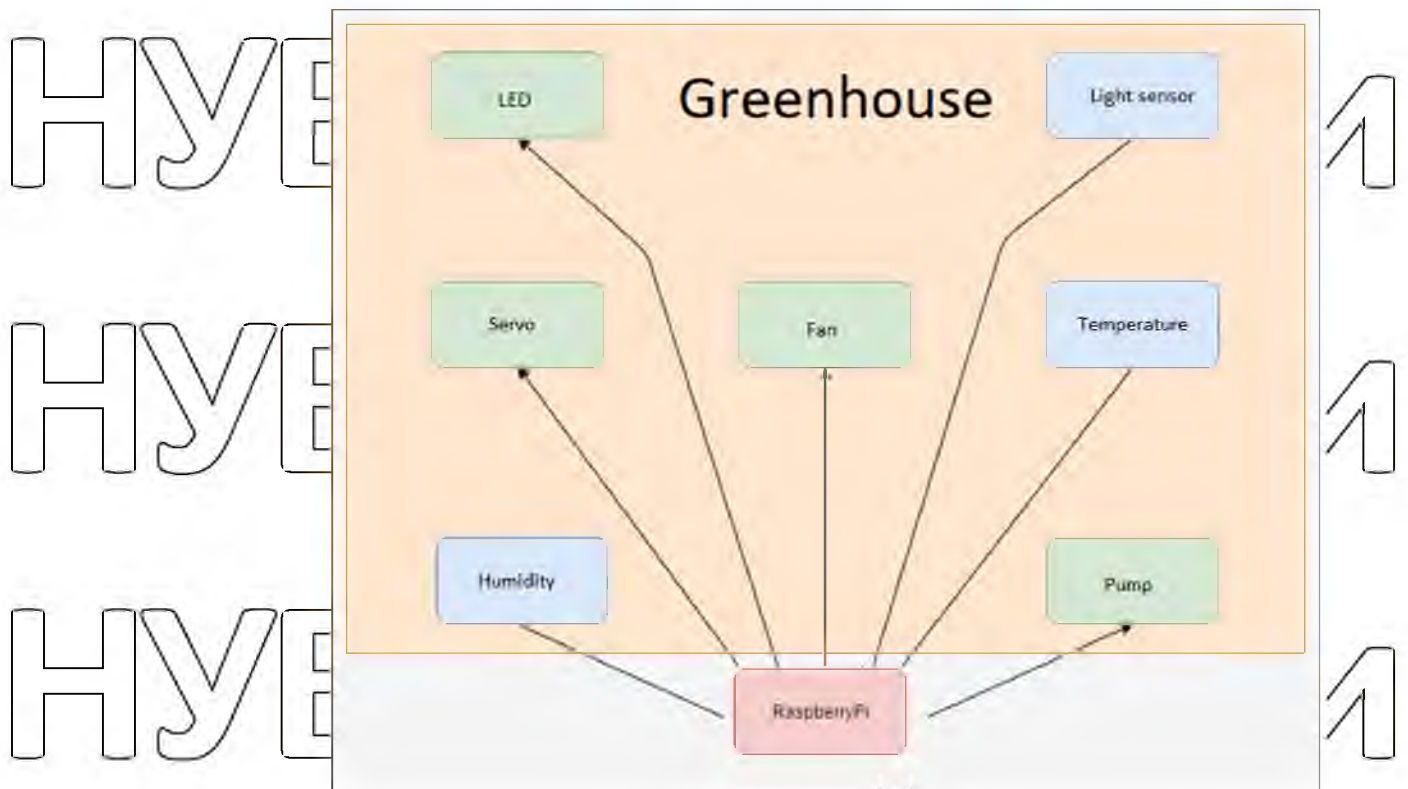 Greenhouse
LED
Light sensor
Servo
Fan
Temperature
Humidity
Pump
RaspberryPi